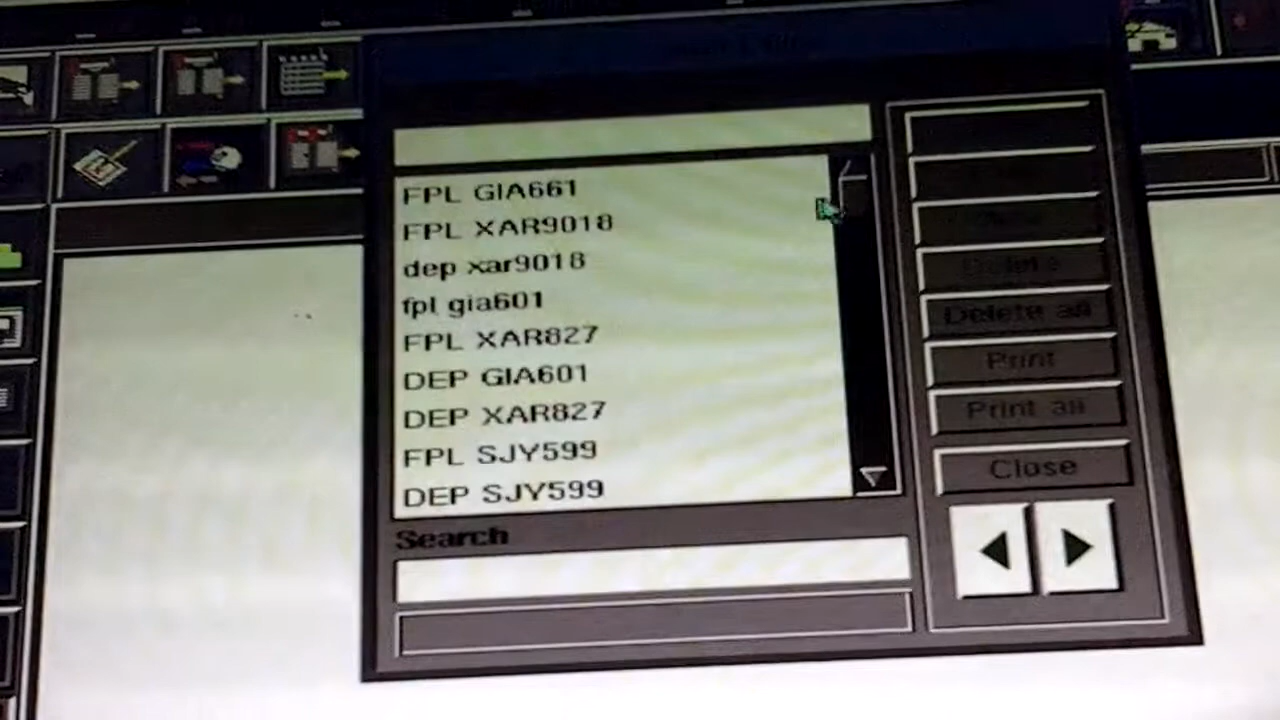 FPL GIA661
FPL XAR9018
dep xar9018
fpl gia601
FPL XAR827
DEP GIA601
DEP XAR827
FPL SJY599
DEP SJY599
Search
Delete
Delete all
Print
Print all
Close